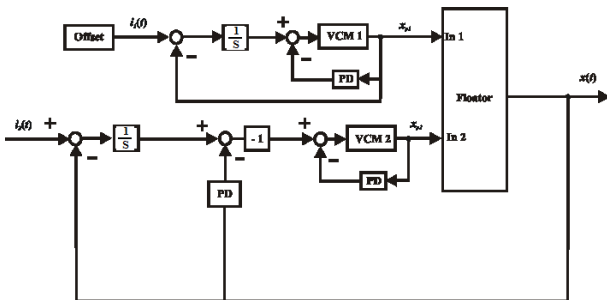 i₁(t)
Offset
1
S
VCM 1
PD
xₚ₁
In 1
Floator
x(t)
i₂(t)
1
S
- 1
VCM 2
PD
PD
xₚ₂
In 2